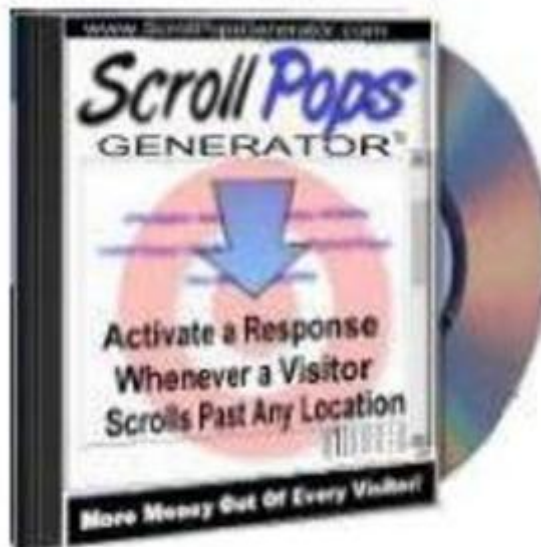 www.ScrollPopsGenerator.com
Scroll Pops
GENERATOR
Activate a Response
Whenever a Visitor
Scrolls Past Any Location
More Money Out Of Every Visitor!